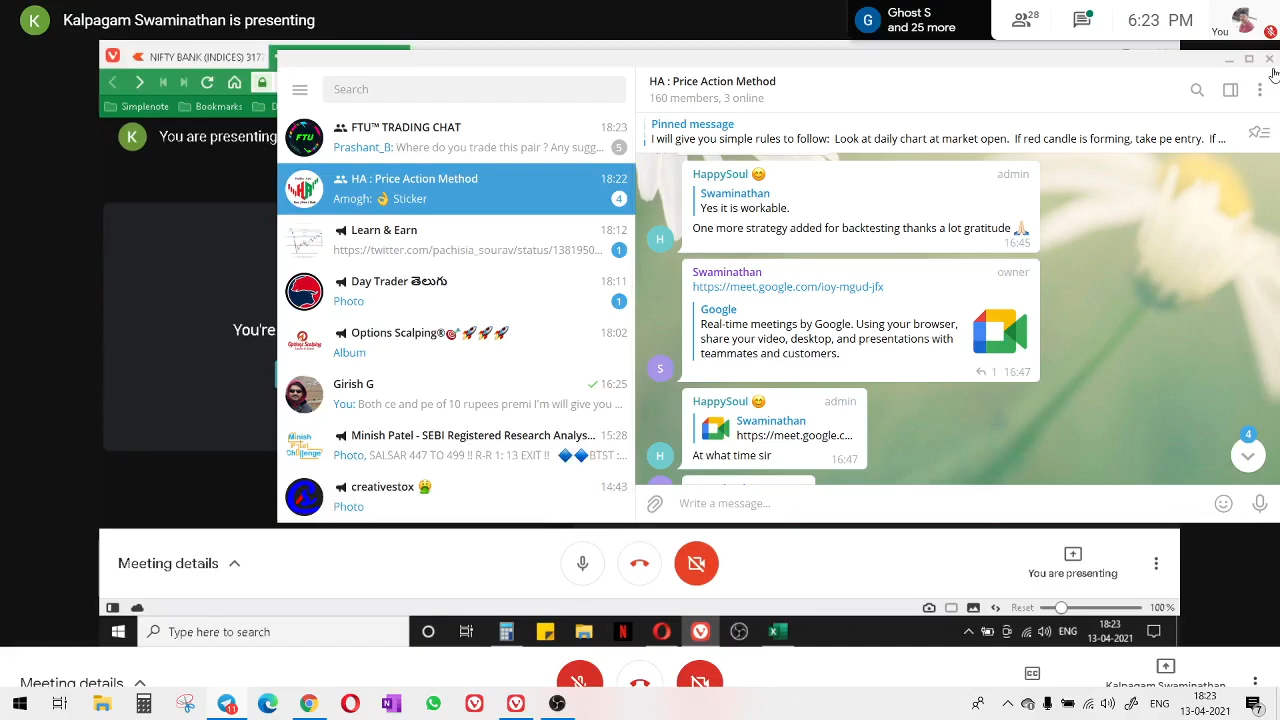 K Kalpagam Swaminathan is presenting
G Ghost S
and 25 more
28
6:23 PM
You
NIFTY BANK (INDICES) 317
Simplenote
Bookmarks
K You are presenting
You're
Search
FTU™ TRADING CHAT 18:23
Prashant_B: Where do you trade this pair ? Any sugg... 5
HA : Price Action Method 18:22
Amogh: 👌 Sticker 4
Learn & Earn 18:12
https://twitter.com/pachisia_sourav/status/1381950... 1
Day Trader తెలుగు 18:11
Photo 1
Options Scalping®🎯🚀🚀🚀 18:02
Album
Girish G 16:25
You: Both ce and pe of 10 rupees premi I'm will give you ...
Minish Patel - SEBI Registered Research Analys... 15:28
Photo, SALSAR 447 TO 499 !! R-R 1: 13 EXIT !! 🔷🔷BTST :...
creativestox 🤮 14:43
Photo
HA : Price Action Method
160 members, 3 online
Pinned message
I will give you simple rules to follow: Look at daily chart at market open. If red candle is forming, take pe entry. If ...
HappySoul 😊 admin
Swaminathan
Yes it is workable.
One more strategy added for backtesting thanks a lot gratitude 🙏🏻
16:45
H
Swaminathan owner
https://meet.google.com/ioy-mgud-jfx
Google
Real-time meetings by Google. Using your browser,
share your video, desktop, and presentations with
teammates and customers.
1 16:47
S
HappySoul 😊 admin
Swaminathan
https://meet.google.c...
At what time sir 16:47
H
4
Write a message...
Meeting details
You are presenting
Reset 100 %
Type here to search
ENG
18:23
13-04-2021
Meeting details
Kalpagam Swaminathan
11
ENG
18:23
13-04-2021
7